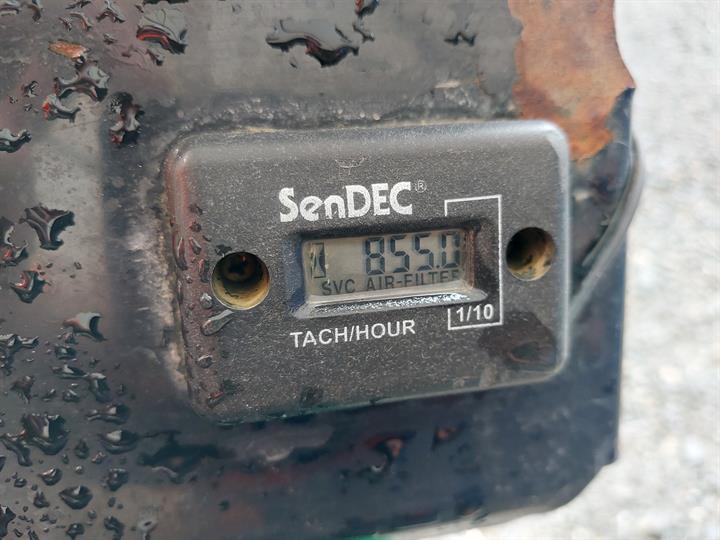 SenDEC®
855.0
SVC AIR-FILTER
TACH/HOUR
1/10